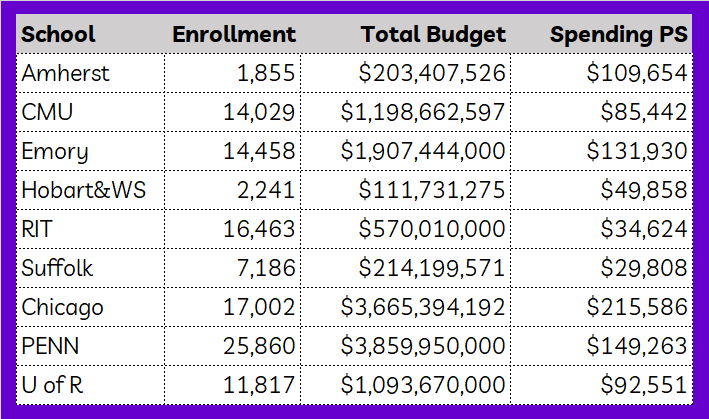 School Enrollment Total Budget Spending PS
Amherst 1,855 $203,407,526 $109,654
CMU 14,029 $1,198,662,597 $85,442
Emory 14,458 $1,907,444,000 $131,930
Hobart&WS 2,241 $111,731,275 $49,858
RIT 16,463 $570,010,000 $34,624
Suffolk 7,186 $214,199,571 $29,808
Chicago 17,002 $3,665,394,192 $215,586
PENN 25,860 $3,859,950,000 $149,263
U of R 11,817 $1,093,670,000 $92,551